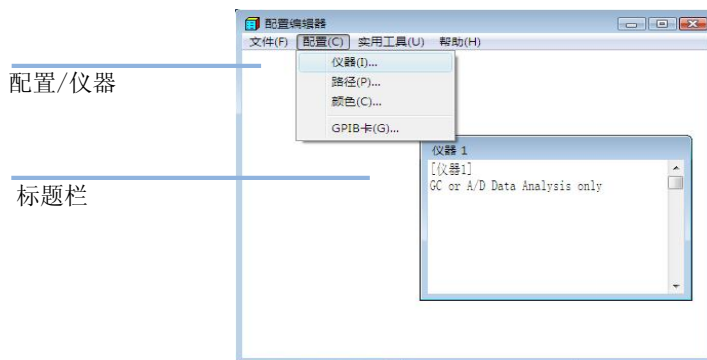 配置编辑器
文件(F) 配置(C) 实用工具(U) 帮助(H)
仪器(I)...
配置/仪器
路径(P)...
颜色(C)...
GPIB卡(G)...
仪器 1
[仪器1]
GC or A/D Data Analysis only
标题栏